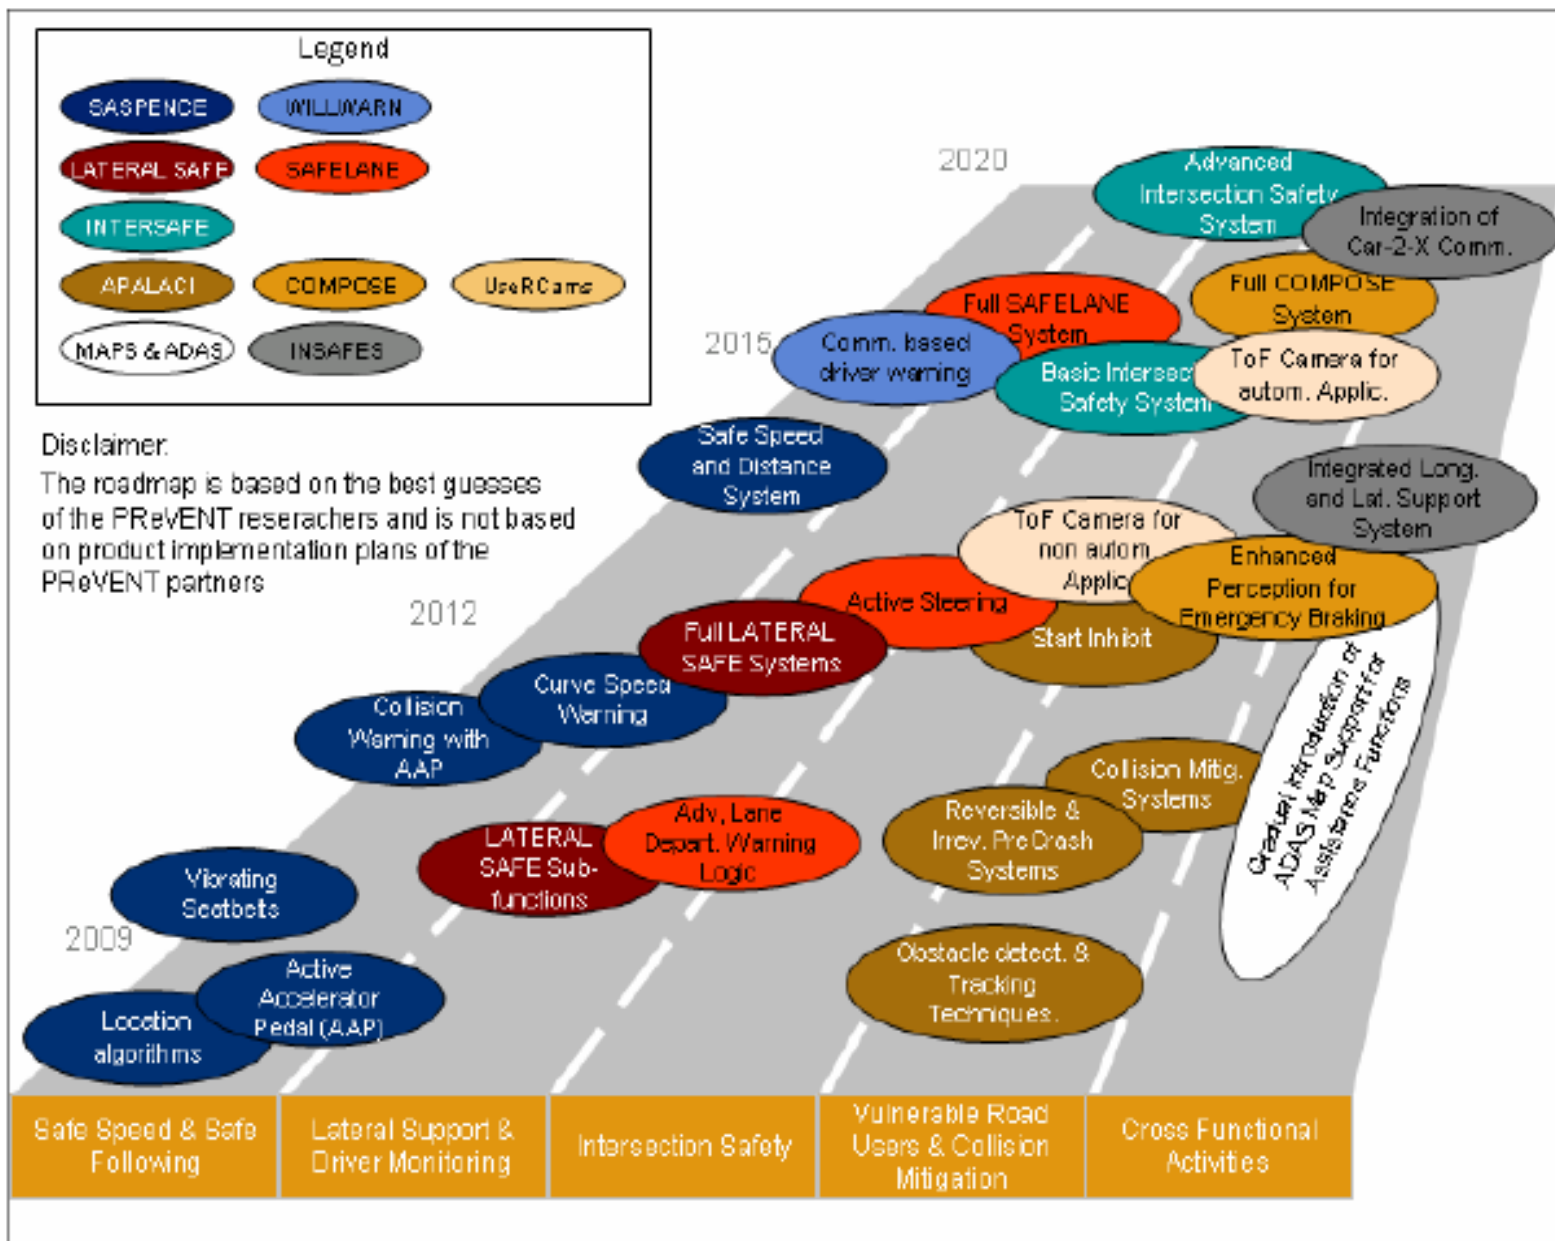 Legend
SASPENCE
WILLWARN
LATERAL SAFE
SAFELANE
INTERSAFE
APALACI
COMPOSE
UseRCams
MAPS & ADAS
INSAFES
Disclaimer:
The roadmap is based on the best guesses
of the PReVENT reserachers and is not based
on product implementation plans of the
PReVENT partners
2020
Advanced
Intersection Safety
System
Integration of
Car-2-X Comm.
Full COMPOSE
System
Full SAFELANE
System
2015
Comm. based
driver warning
Basic Intersect
Safety System
ToF Camera for
autom. Applic.
Safe Speed
and Distance
System
Integrated Long.
and Lat. Support
System
ToF Camera for
non autom.
Applic
Enhanced
Perception for
Emergency Braking
2012
Active Steering
Start Inhibit
Full LATERAL
SAFE Systems
Curve Speed
Warning
Collision
Warning with
AAP
Gradual Introduction of
ADAS Map Support for
Assistance Functions
Collision Mitig.
Systems
Reversible &
Irrev. PreCrash
Systems
Adv, Lane
Depart. Warning
Logic
LATERAL
SAFE Sub-
functions
Vibrating
Seatbelts
2009
Obstacle detect. &
Tracking
Techniques.
Active
Accelerator
Pedal (AAP)
Location
algorithms
Safe Speed & Safe
Following
Lateral Support &
Driver Monitoring
Intersection Safety
Vulnerable Road
Users & Collision
Mitigation
Cross Functional
Activities